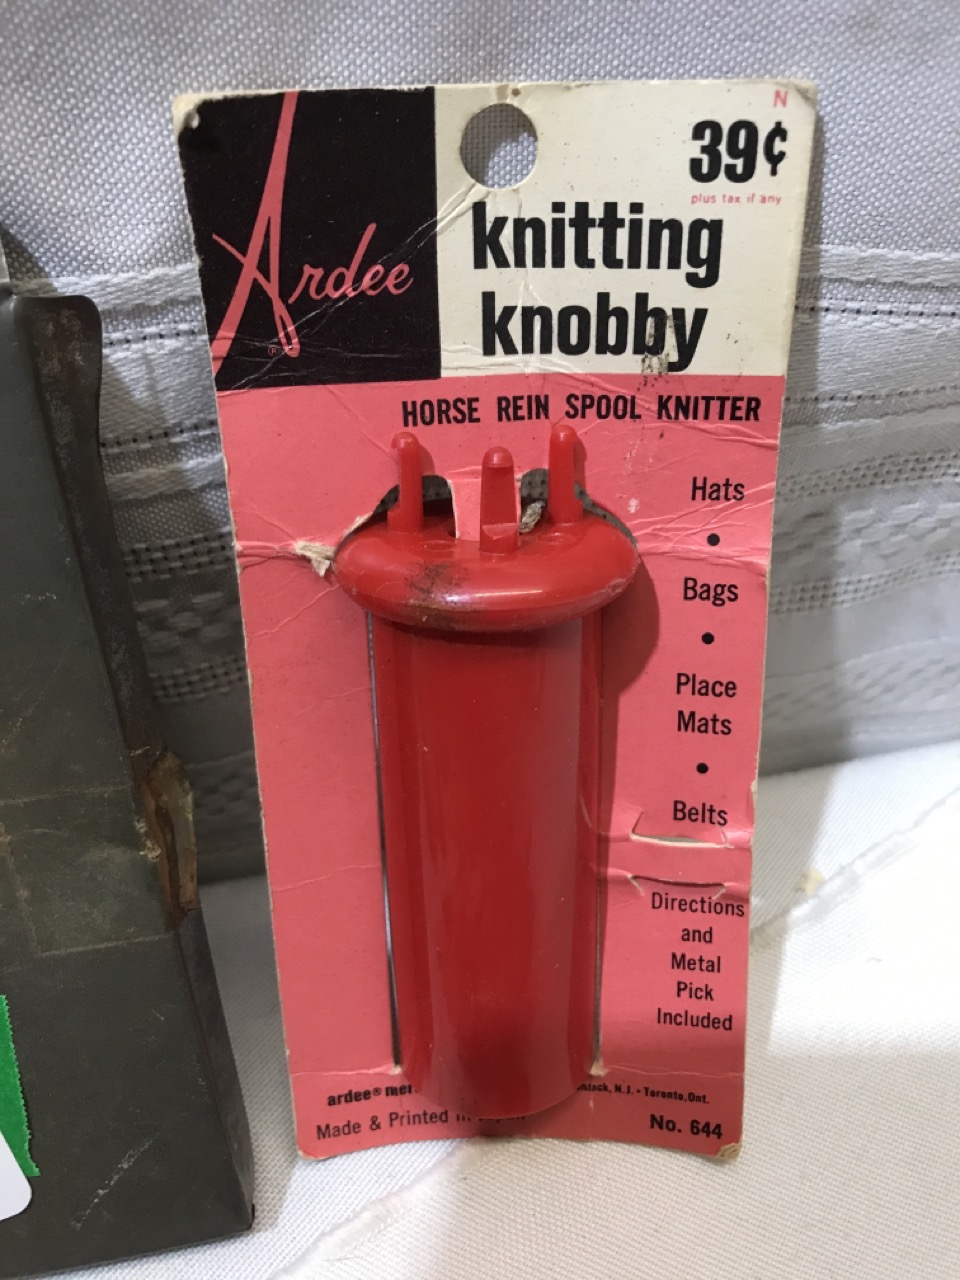 N
39¢
plus tax if any
Ardee
®
knitting
knobby
HORSE REIN SPOOL KNITTER
Hats
•
Bags
•
Place
Mats
•
Belts
Directions
and
Metal
Pick
Included
ardee® N.J. - Toronto, Ont.
Made & Printed
No. 644